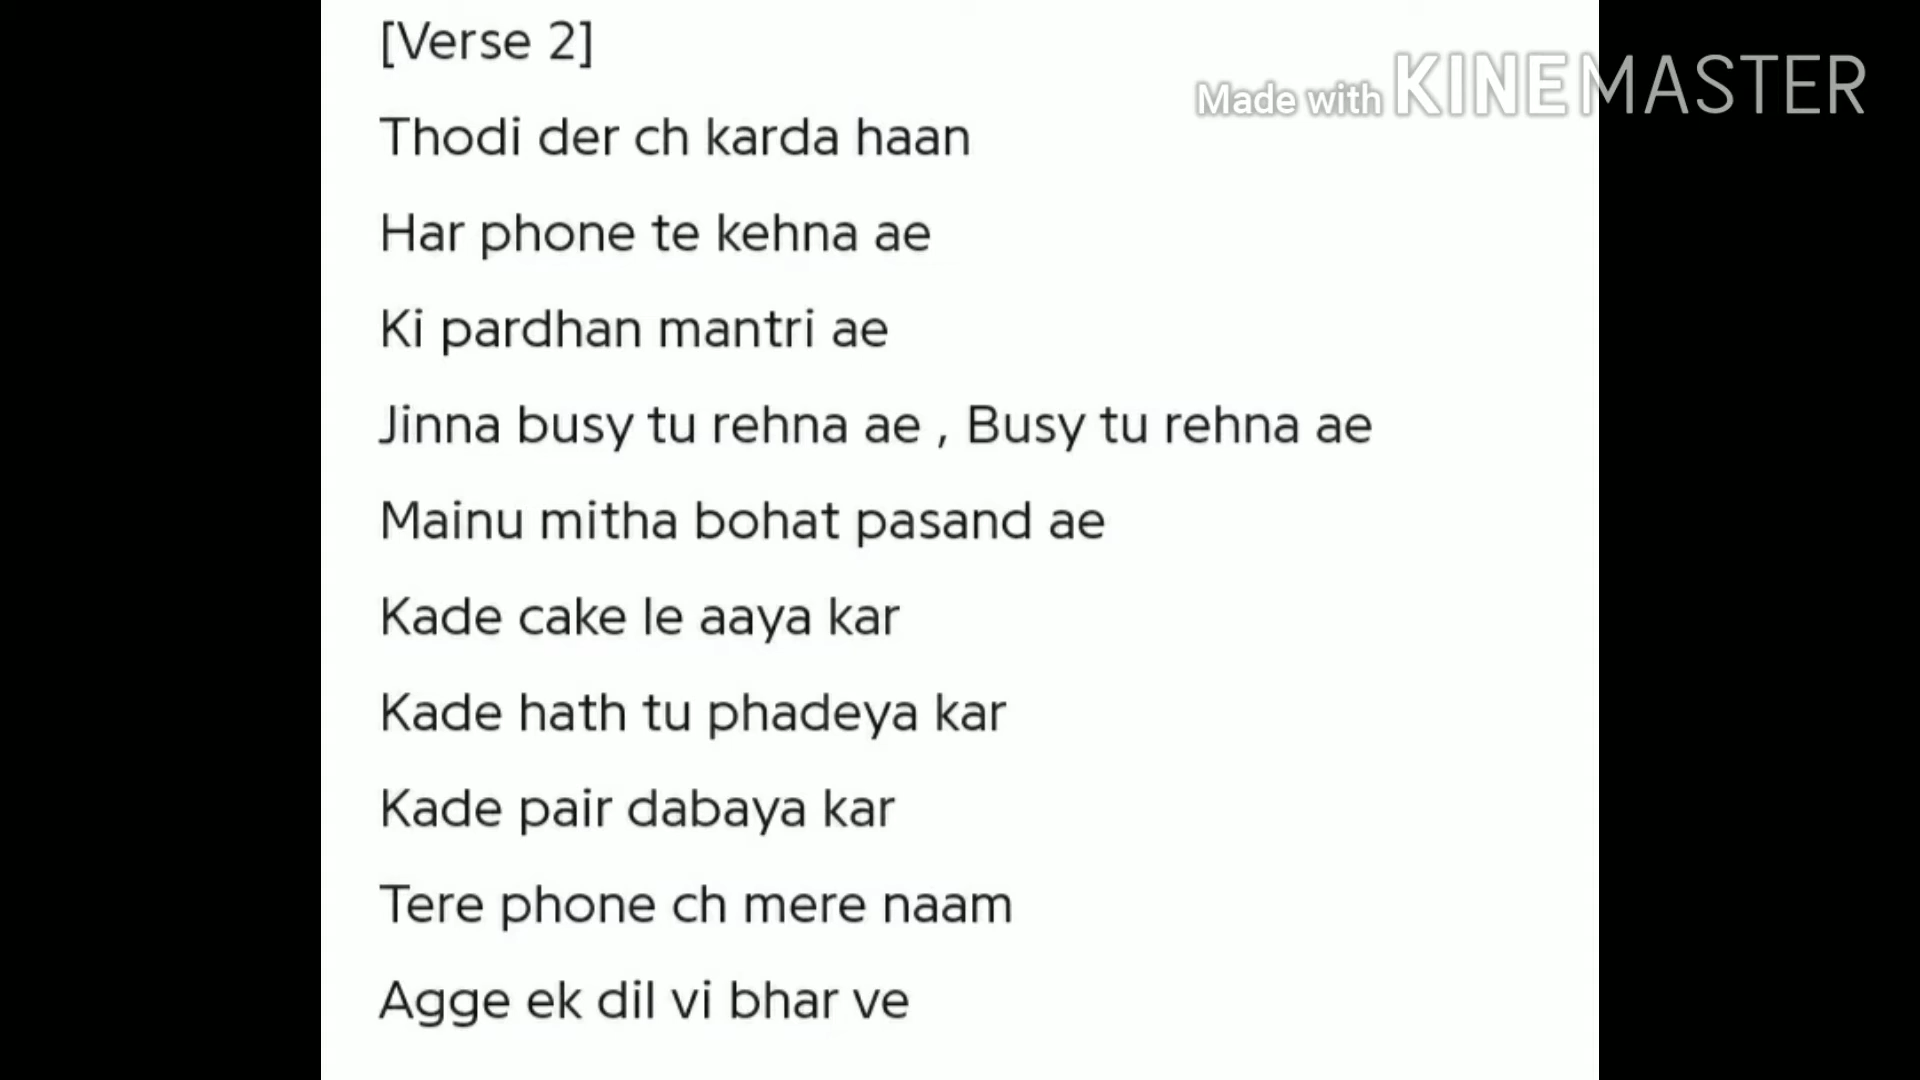 [Verse 2]
Made with KINEMASTER
Thodi der ch karda haan
Har phone te kehna ae
Ki pardhan mantri ae
Jinna busy tu rehna ae , Busy tu rehna ae
Mainu mitha bohat pasand ae
Kade cake le aaya kar
Kade hath tu phadeya kar
Kade pair dabaya kar
Tere phone ch mere naam
Agge ek dil vi bhar ve